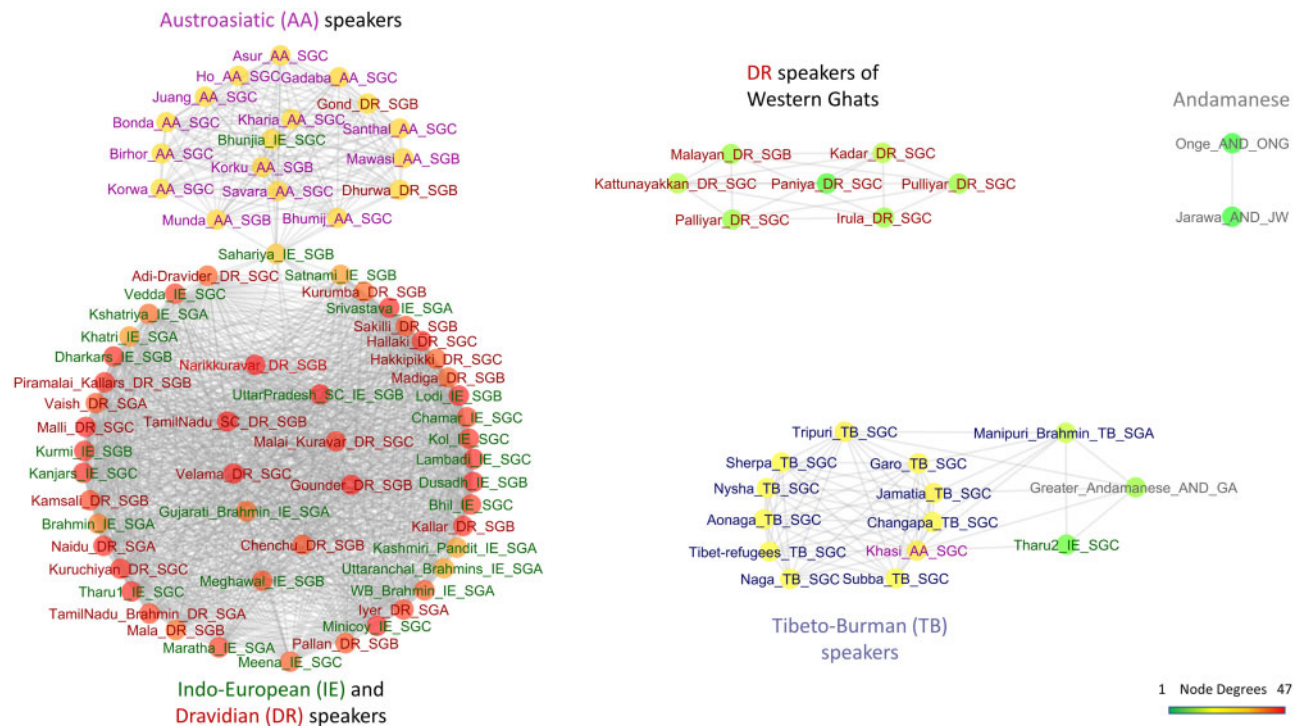 Austroasiatic (AA) speakers
Asur_AA_SGC
Ho_AA_SGC
Gadaba_AA_SGC
Juang_AA_SGC
Gond_DR_SGB
Bonda_AA_SGC
Kharia_AA_SGC
Santhal_AA_SGC
Bhunjia_IE_SGC
Birhor_AA_SGC
Mawasi_AA_SGB
Korku_AA_SGB
Korwa_AA_SGC
Savara_AA_SGC
Dhurwa_DR_SGB
Munda_AA_SGB
Bhumij_AA_SGC
Sahariya_IE_SGB
Adi-Dravider_DR_SGC
Satnami_IE_SGB
Vedda_IE_SGC
Kurumba_DR_SGB
Kshatriya_IE_SGA
Srivastava_IE_SGA
Khatri_IE_SGA
Sakilli_DR_SGB
Hallaki_DR_SGC
Dharkars_IE_SGB
Narikkuravar_DR_SGB
Hakkipikki_DR_SGC
Piramalai_Kallars_DR_SGB
Madiga_DR_SGB
UttarPradesh_SC_IE_SGB
Lodi_IE_SGB
Vaish_DR_SGA
Chamar_IE_SGC
Malli_DR_SGC
TamilNadu_SC_DR_SGB
Kol_IE_SGC
Malai_Kuravar_DR_SGC
Kurmi_IE_SGB
Lambadi_IE_SGC
Kanjars_IE_SGC
Velama_DR_SGC
Gounder_DR_SGB
Dusadh_IE_SGB
Kamsali_DR_SGB
Bhil_IE_SGC
Gujarati_Brahmin_IE_SGA
Brahmin_IE_SGA
Kallar_DR_SGB
Naidu_DR_SGA
Chenchu_DR_SGB
Kashmiri_Pandit_IE_SGA
Kuruchiyan_DR_SGC
Uttaranchal_Brahmins_IE_SGA
Meghawal_IE_SGB
Tharu1_IE_SGC
WB_Brahmin_IE_SGA
TamilNadu_Brahmin_DR_SGA
Iyer_DR_SGA
Mala_DR_SGB
Minicoy_IE_SGC
Maratha_IE_SGA
Pallan_DR_SGB
Meena_IE_SGC
Indo-European (IE) and
Dravidian (DR) speakers
DR speakers of
Western Ghats
Malayan_DR_SGB
Kadar_DR_SGC
Kattunayakkan_DR_SGC
Paniya_DR_SGC
Pulliyar_DR_SGC
Palliyar_DR_SGC
Irula_DR_SGC
Andamanese
Onge_AND_ONG
Jarawa_AND_JW
Tripuri_TB_SGC
Manipuri_Brahmin_TB_SGA
Sherpa_TB_SGC
Garo_TB_SGC
Nysha_TB_SGC
Jamatia_TB_SGC
Greater_Andamanese_AND_GA
Aonaga_TB_SGC
Changapa_TB_SGC
Tibet-refugees_TB_SGC
Khasi_AA_SGC
Tharu2_IE_SGC
Naga_TB_SGC
Subba_TB_SGC
Tibeto-Burman (TB)
speakers
1 Node Degrees 47